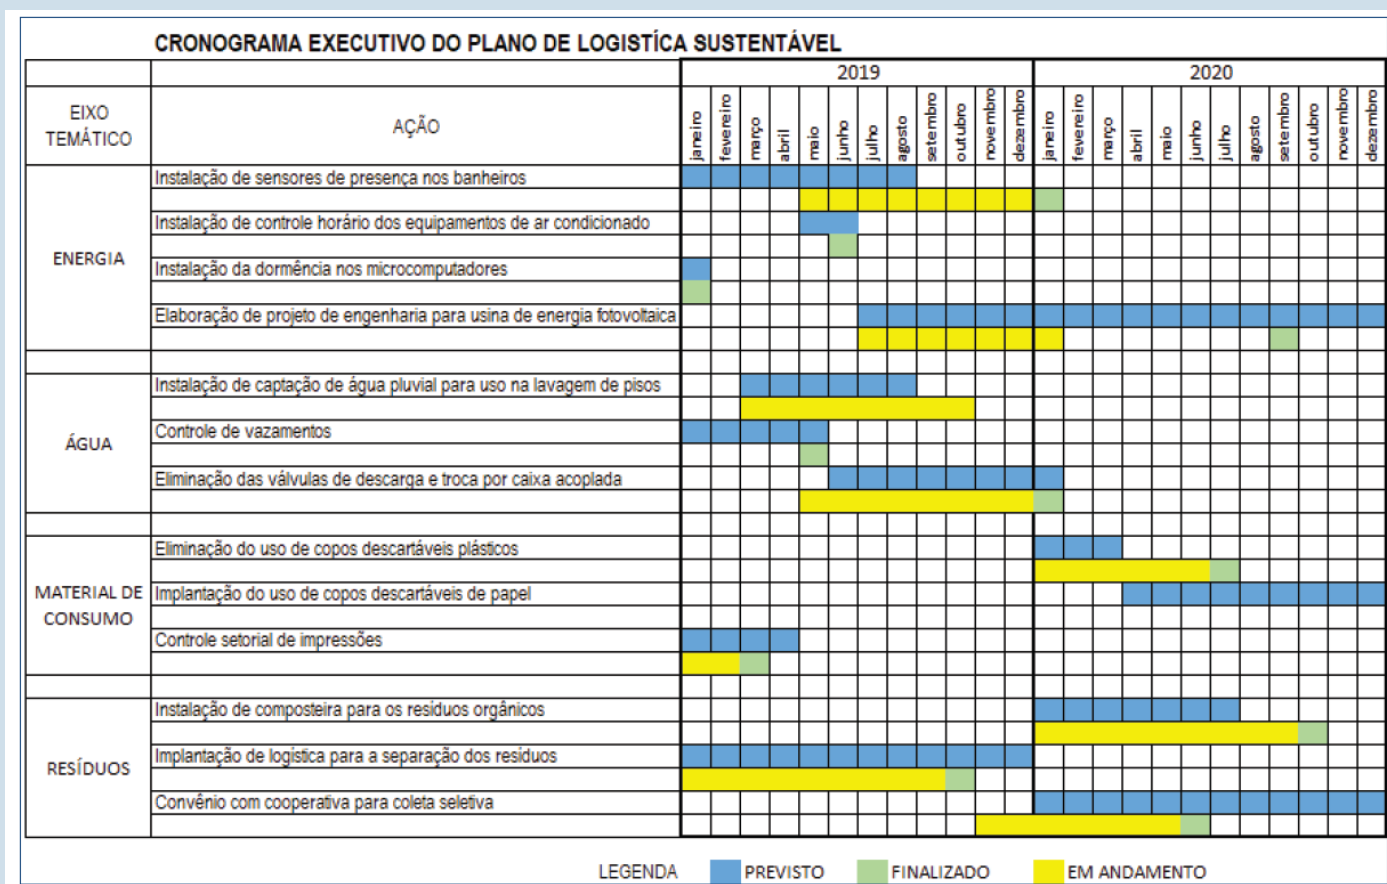 CRONOGRAMA EXECUTIVO DO PLANO DE LOGISTÍCA SUSTENTÁVEL
2019 2020
EIXO
TEMÁTICO
AÇÃO
janeiro fevereiro março abril maio junho julho agosto setembro outubro novembro dezembro janeiro fevereiro março abril maio junho julho agosto setembro outubro novembro dezembro
ENERGIA
Instalação de sensores de presença nos banheiros
Instalação de controle horário dos equipamentos de ar condicionado
Instalação da dormência nos microcomputadores
Elaboração de projeto de engenharia para usina de energia fotovoltaica
ÁGUA
Instalação de captação de água pluvial para uso na lavagem de pisos
Controle de vazamentos
Eliminação das válvulas de descarga e troca por caixa acoplada
MATERIAL DE
CONSUMO
Eliminação do uso de copos descartáveis plásticos
Implantação do uso de copos descartáveis de papel
Controle setorial de impressões
RESÍDUOS
Instalação de composteira para os resíduos orgânicos
Implantação de logística para a separação dos resíduos
Convênio com cooperativa para coleta seletiva
LEGENDA PREVISTO FINALIZADO EM ANDAMENTO